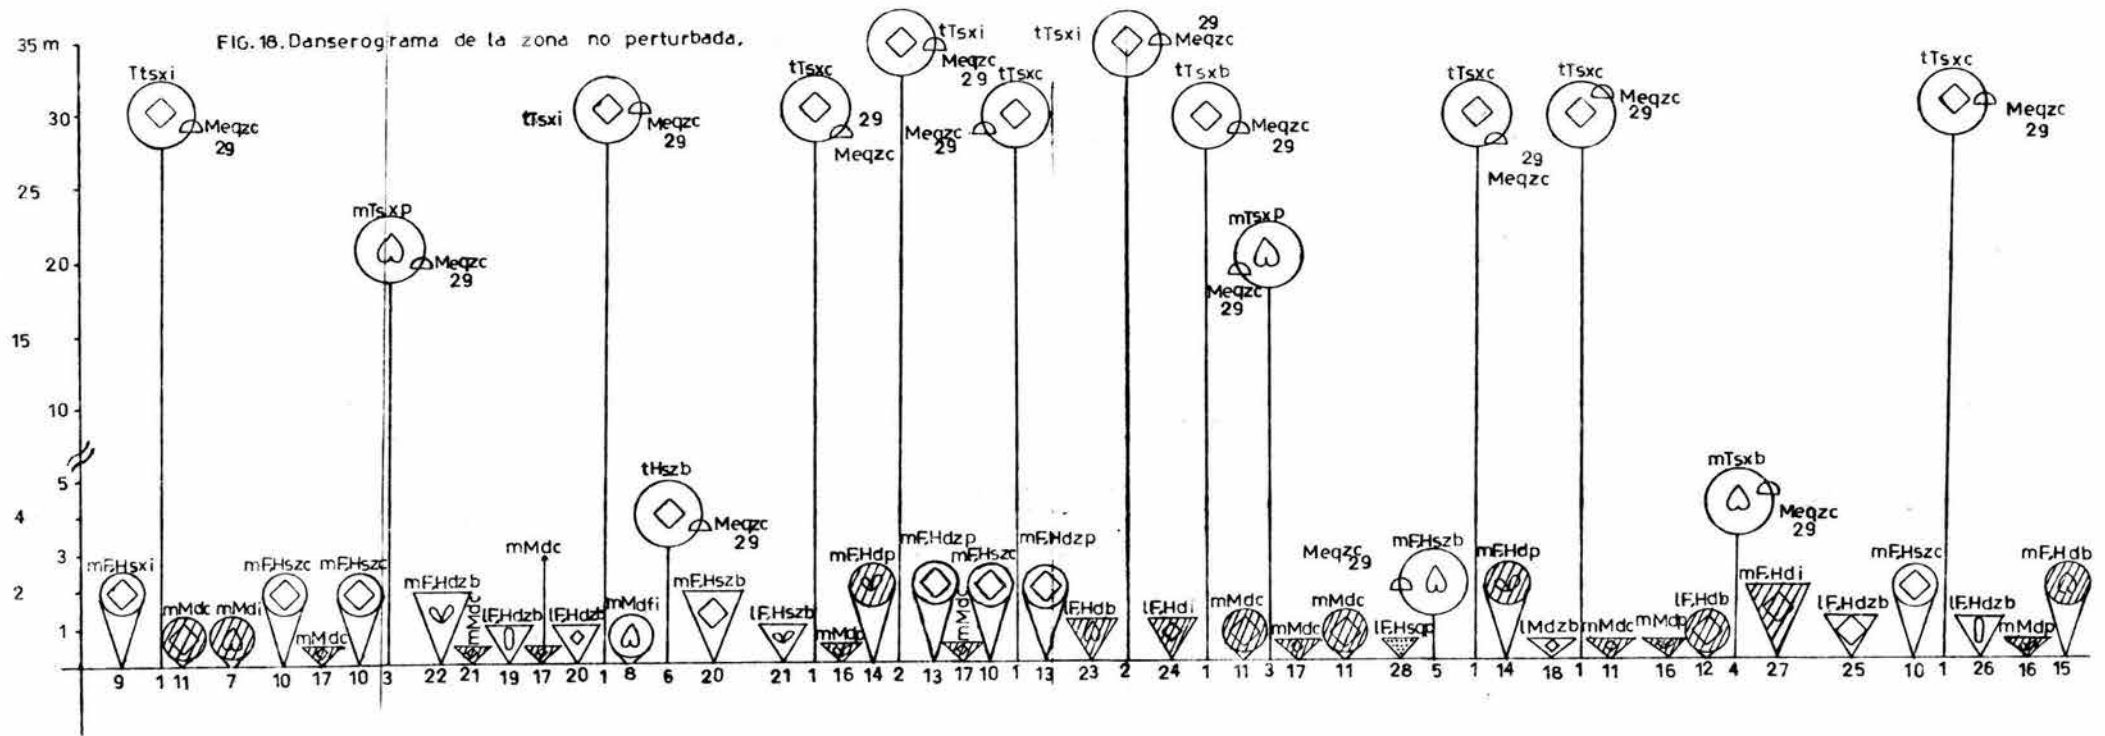 FIG. 18. Danserograma de la zona no perturbada.
35 m
30
25
20
15
10
5
4
3
2
1
Ttsxi
Meqzc
29
mTsxp
Meqzc
29
tTsxi
Meqzc
29
tHszb
Meqzc
29
tTsxc
29
Meqzc
tTsxi
Meqzc
29
tTsxc
Meqzc
29
tTsxi
29
Meqzc
tTsxb
Meqzc
29
mTsxp
Meqzc
29
tTsxc
29
Meqzc
tTsxc
Meqzc
29
mTsxb
Meqzc
29
tTsxc
Meqzc
29
mF,Hsxi
mMdc
mMdi
mF,Hszc
mMdc
mF,Hszc
mF,Hdzb
mMdc
lF,Hdzb
mMdc
lF,Hdzb
mMdfi
mF,Hszb
lF,Hszb
mMdp
mF,Hdp
mF,Hdzp
mMdc
mF,Hszc
mF,Hdzp
lF,Hdb
lF,Hdi
mMdc
mMdc
mMdc
Meqzc
29
lF,Hsqp
mF,Hszb
mF,Hdp
lMdzb
mMdc
mMdp
lF,Hdb
mF,Hdi
lF,Hdzb
mF,Hszc
lF,Hdzb
mMdp
mF,Hdb
9 1 11 7 10 17 10 3 22 21 19 17 20 1 8 6 20 21 1 16 14 2 13 17 10 1 13 23 2 24 1 11 3 17 11 28 5 1 14 18 1 11 16 12 4 27 25 10 1 26 16 15